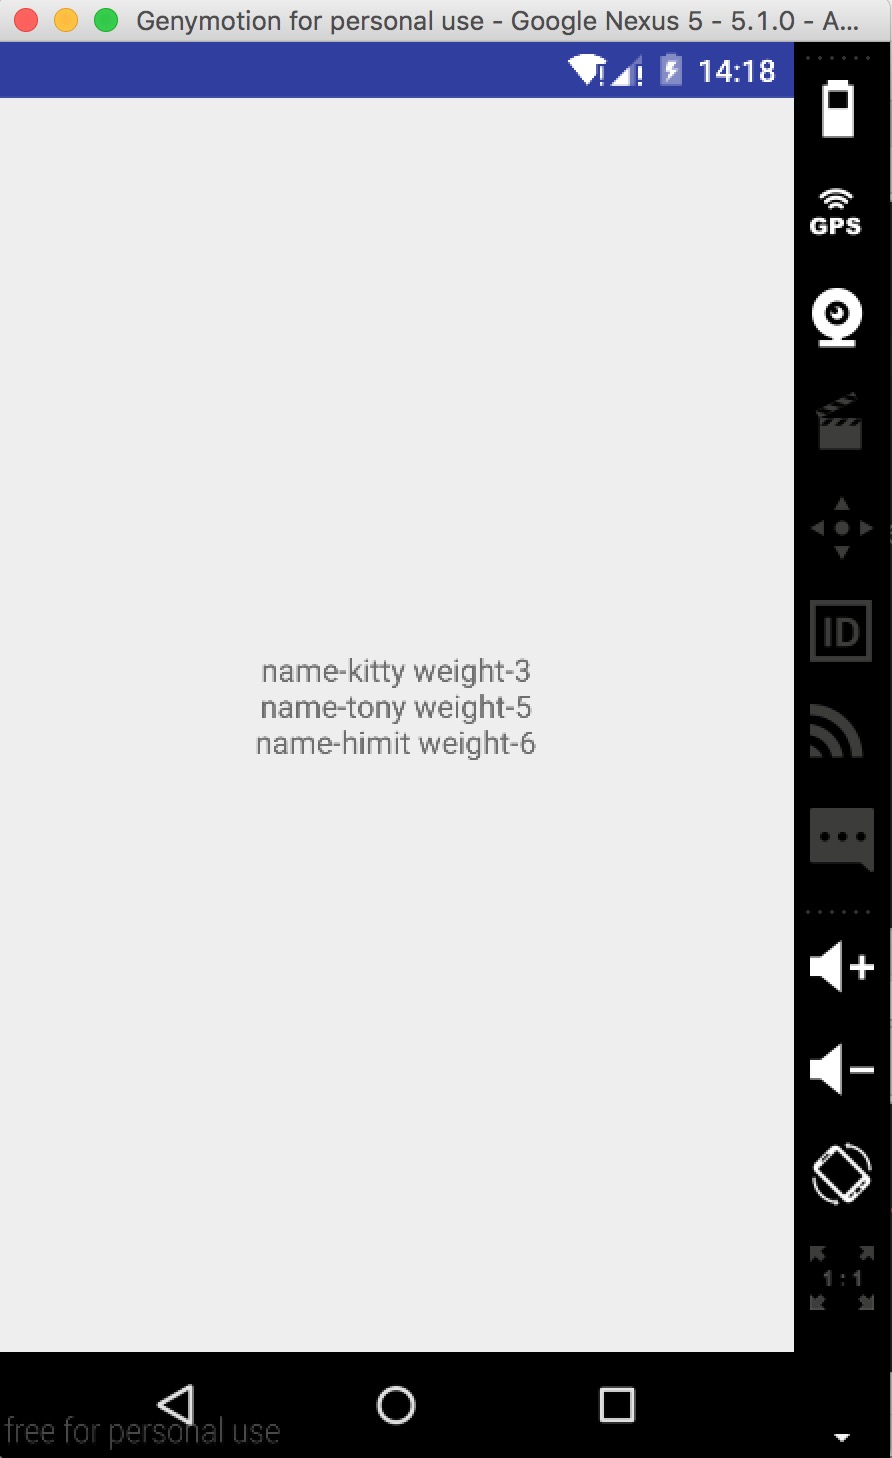 Genymotion for personal use - Google Nexus 5 - 5.1.0 - A...
14:18
GPS
name-kitty weight-3
name-tony weight-5
name-himit weight-6
ID
1:1
free for personal use